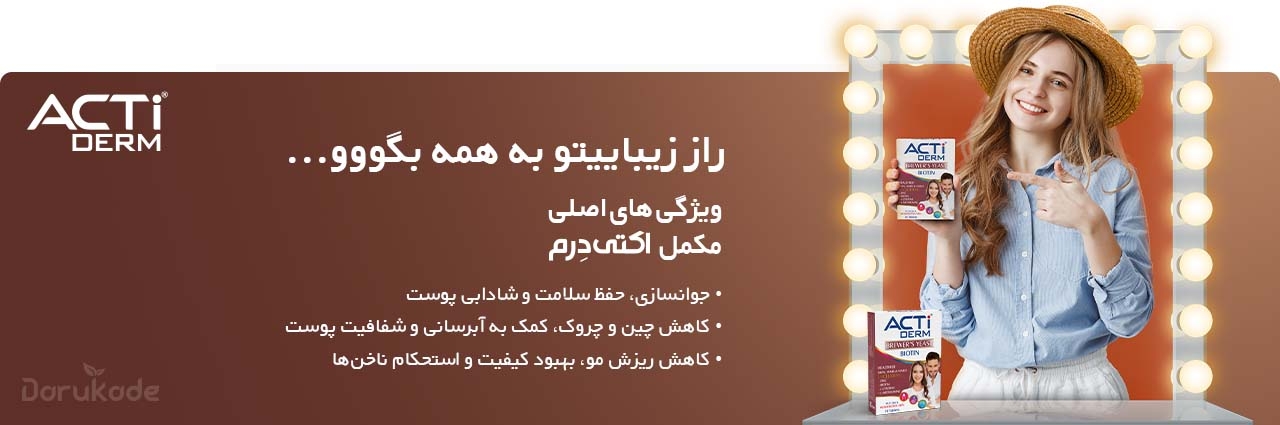 ACTi®
DERM
راز زیباییتو به همه بگووو...
ویژگی های اصلی
مکمل اکتی‌دِرم
• جوانسازی، حفظ سلامت و شادابی پوست
• کاهش چین و چروک، کمک به آبرسانی و شفافیت پوست
• کاهش ریزش مو، بهبود کیفیت و استحکام ناخن‌ها
Darukade
ACTi
DERM
BREWER'S YEAST
BIOTIN
ACTi
DERM
BREWER'S YEAST
BIOTIN